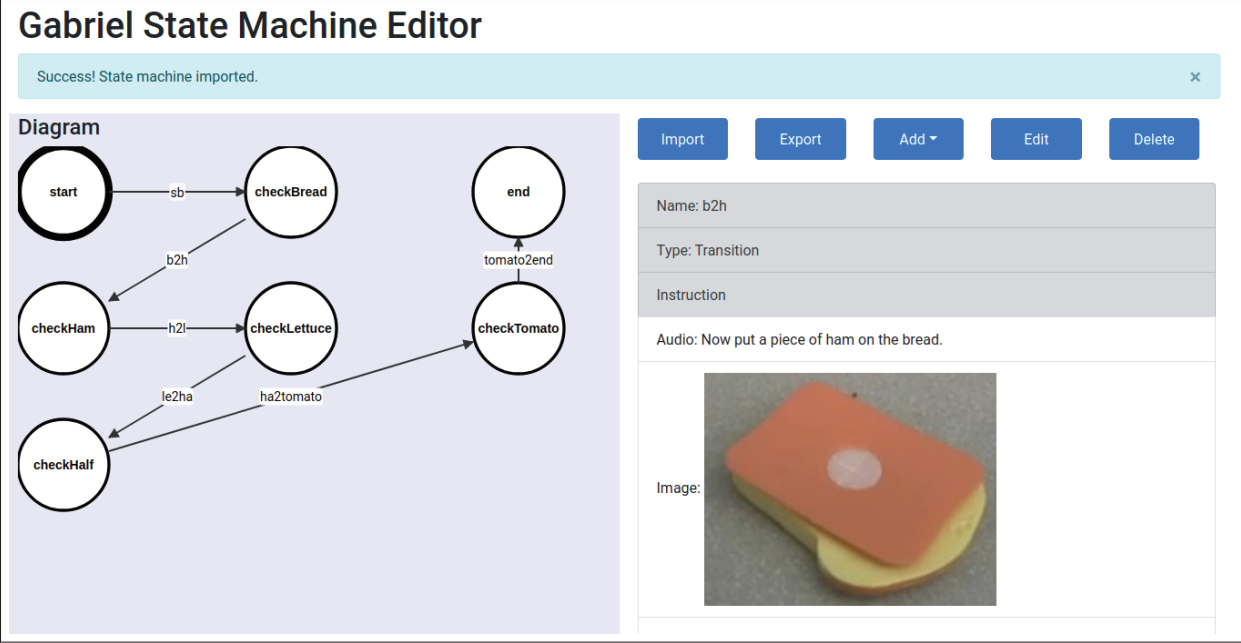 Gabriel State Machine Editor
Success! State machine imported.
×
Diagram
start
sb
checkBread
end
b2h
tomato2end
checkHam
h2l
checkLettuce
checkTomato
le2ha
ha2tomato
checkHalf
Import
Export
Add
Edit
Delete
Name: b2h
Type: Transition
Instruction
Audio: Now put a piece of ham on the bread.
Image: